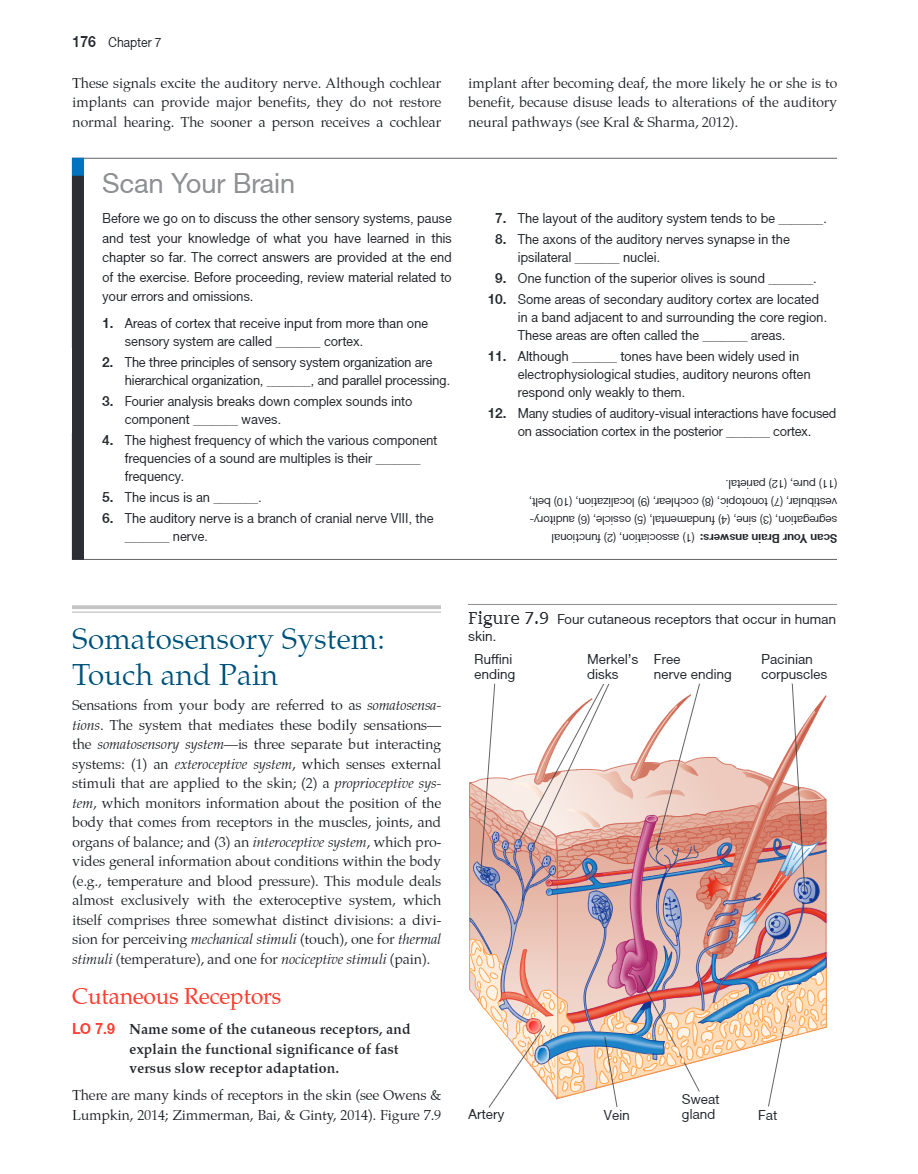 176 Chapter 7
These signals excite the auditory nerve. Although cochlear
implants can provide major benefits, they do not restore
normal hearing. The sooner a person receives a cochlear
implant after becoming deaf, the more likely he or she is to
benefit, because disuse leads to alterations of the auditory
neural pathways (see Kral & Sharma, 2012).
Scan Your Brain
Before we go on to discuss the other sensory systems, pause
and test your knowledge of what you have learned in this
chapter so far. The correct answers are provided at the end
of the exercise. Before proceeding, review material related to
your errors and omissions.
1. Areas of cortex that receive input from more than one
sensory system are called ______ cortex.
2. The three principles of sensory system organization are
hierarchical organization, ______, and parallel processing.
3. Fourier analysis breaks down complex sounds into
component ______ waves.
4. The highest frequency of which the various component
frequencies of a sound are multiples is their ______
frequency.
5. The incus is an ______.
6. The auditory nerve is a branch of cranial nerve VIII, the
______ nerve.
7. The layout of the auditory system tends to be ______.
8. The axons of the auditory nerves synapse in the
ipsilateral ______ nuclei.
9. One function of the superior olives is sound ______.
10. Some areas of secondary auditory cortex are located
in a band adjacent to and surrounding the core region.
These areas are often called the ______ areas.
11. Although ______ tones have been widely used in
electrophysiological studies, auditory neurons often
respond only weakly to them.
12. Many studies of auditory-visual interactions have focused
on association cortex in the posterior ______ cortex.
Scan Your Brain answers: (1) association, (2) functional
segregation, (3) sine, (4) fundamental, (5) ossicle, (6) auditory-
vestibular, (7) tonotopic, (8) cochlear, (9) localization, (10) belt,
(11) pure, (12) parietal.
Somatosensory System:
Touch and Pain
Sensations from your body are referred to as somatosensa-
tions. The system that mediates these bodily sensations—
the somatosensory system—is three separate but interacting
systems: (1) an exteroceptive system, which senses external
stimuli that are applied to the skin; (2) a proprioceptive sys-
tem, which monitors information about the position of the
body that comes from receptors in the muscles, joints, and
organs of balance; and (3) an interoceptive system, which pro-
vides general information about conditions within the body
(e.g., temperature and blood pressure). This module deals
almost exclusively with the exteroceptive system, which
itself comprises three somewhat distinct divisions: a divi-
sion for perceiving mechanical stimuli (touch), one for thermal
stimuli (temperature), and one for nociceptive stimuli (pain).
Cutaneous Receptors
LO 7.9 Name some of the cutaneous receptors, and
explain the functional significance of fast
versus slow receptor adaptation.
There are many kinds of receptors in the skin (see Owens &
Lumpkin, 2014; Zimmerman, Bai, & Ginty, 2014). Figure 7.9
Figure 7.9 Four cutaneous receptors that occur in human
skin.
Ruffini
ending
Merkel's
disks
Free
nerve ending
Pacinian
corpuscles
Artery
Vein
Sweat
gland
Fat